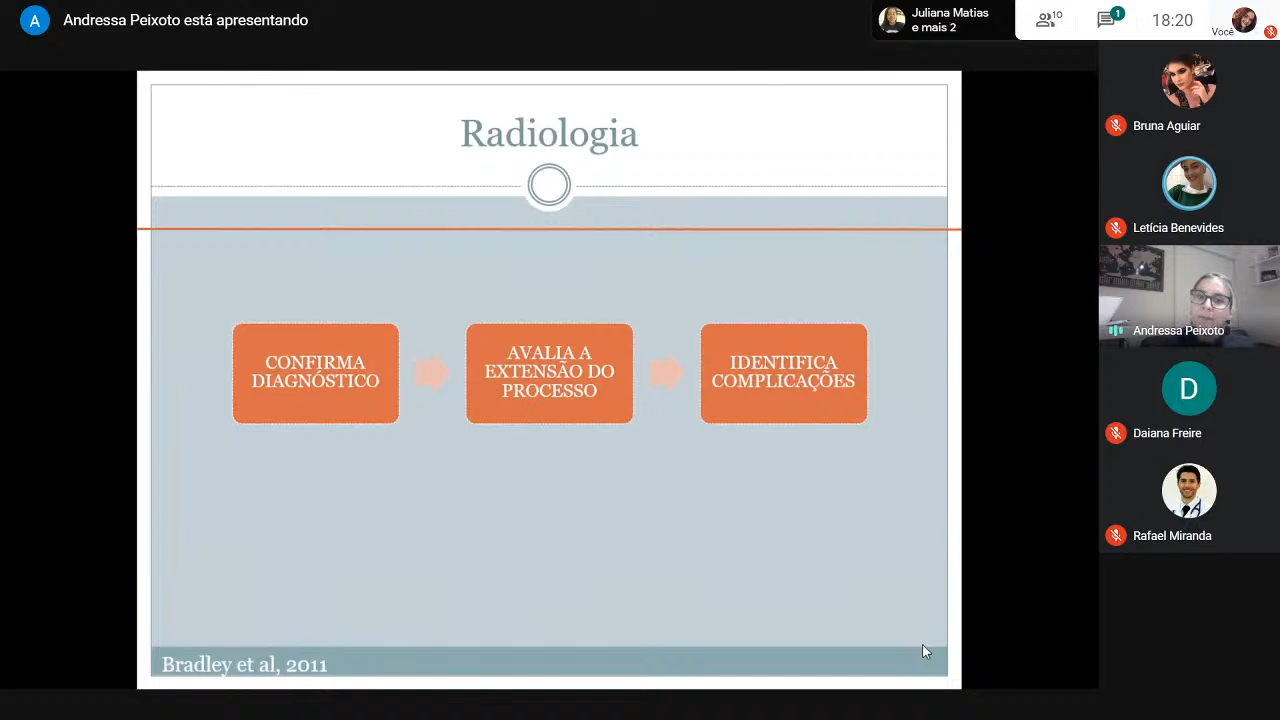 A
Andressa Peixoto está apresentando
Juliana Matias
e mais 2
10
1
18:20
Você
Radiologia
CONFIRMA
DIAGNÓSTICO
AVALIA A
EXTENSÃO DO
PROCESSO
IDENTIFICA
COMPLICAÇÕES
Bradley et al, 2011
Bruna Aguiar
Letícia Benevides
Andressa Peixoto
D
Daiana Freire
Rafael Miranda